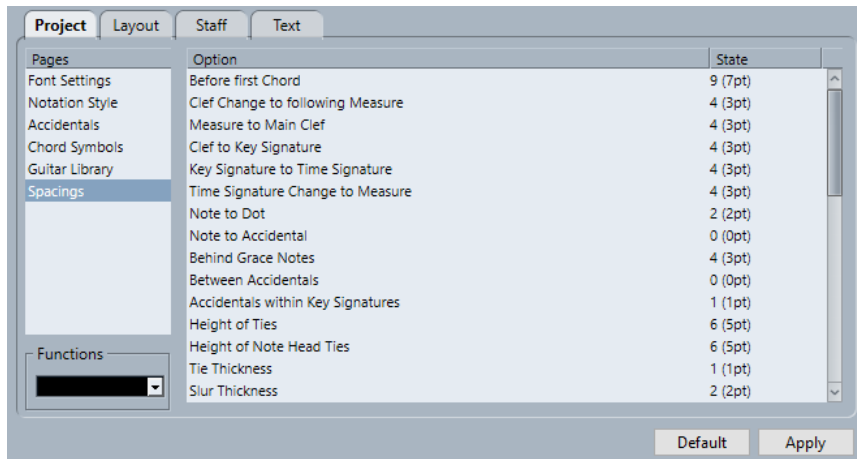 Project Layout Staff Text
Pages Option State
Font Settings Before first Chord 9 (7pt)
Notation Style Clef Change to following Measure 4 (3pt)
Accidentals Measure to Main Clef 4 (3pt)
Chord Symbols Clef to Key Signature 4 (3pt)
Guitar Library Key Signature to Time Signature 4 (3pt)
Spacings Time Signature Change to Measure 4 (3pt)
Note to Dot 2 (2pt)
Note to Accidental 0 (0pt)
Behind Grace Notes 4 (3pt)
Between Accidentals 0 (0pt)
Accidentals within Key Signatures 1 (1pt)
Height of Ties 6 (5pt)
Functions Height of Note Head Ties 6 (5pt)
Tie Thickness 1 (1pt)
Slur Thickness 2 (2pt)
Default Apply